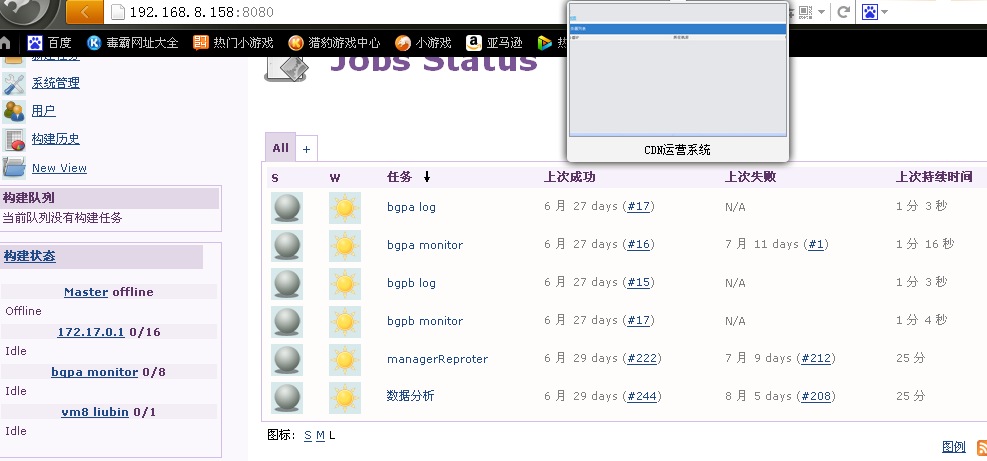 192.168.8.158:8080
百度 毒霸网址大全 热门小游戏 猎豹游戏中心 小游戏 亚马逊
CDN运营系统
Jobs Status
系统管理
用户
构建历史
New View
构建队列
当前队列没有构建任务
构建状态
Master offline
Offline
172.17.0.1 0/16
Idle
bgpa monitor 0/8
Idle
vm8 liubin 0/1
Idle
All +
S W 任务 ↓ 上次成功 上次失败 上次持续时间
bgpa log 6 月 27 days (#17) N/A 1 分 3 秒
bgpa monitor 6 月 27 days (#16) 7 月 11 days (#1) 1 分 16 秒
bgpb log 6 月 27 days (#15) N/A 1 分 3 秒
bgpb monitor 6 月 27 days (#17) N/A 1 分 4 秒
managerReproter 6 月 29 days (#222) 7 月 9 days (#212) 25 分
数据分析 6 月 29 days (#244) 8 月 5 days (#208) 25 分
图标: S M L
图例